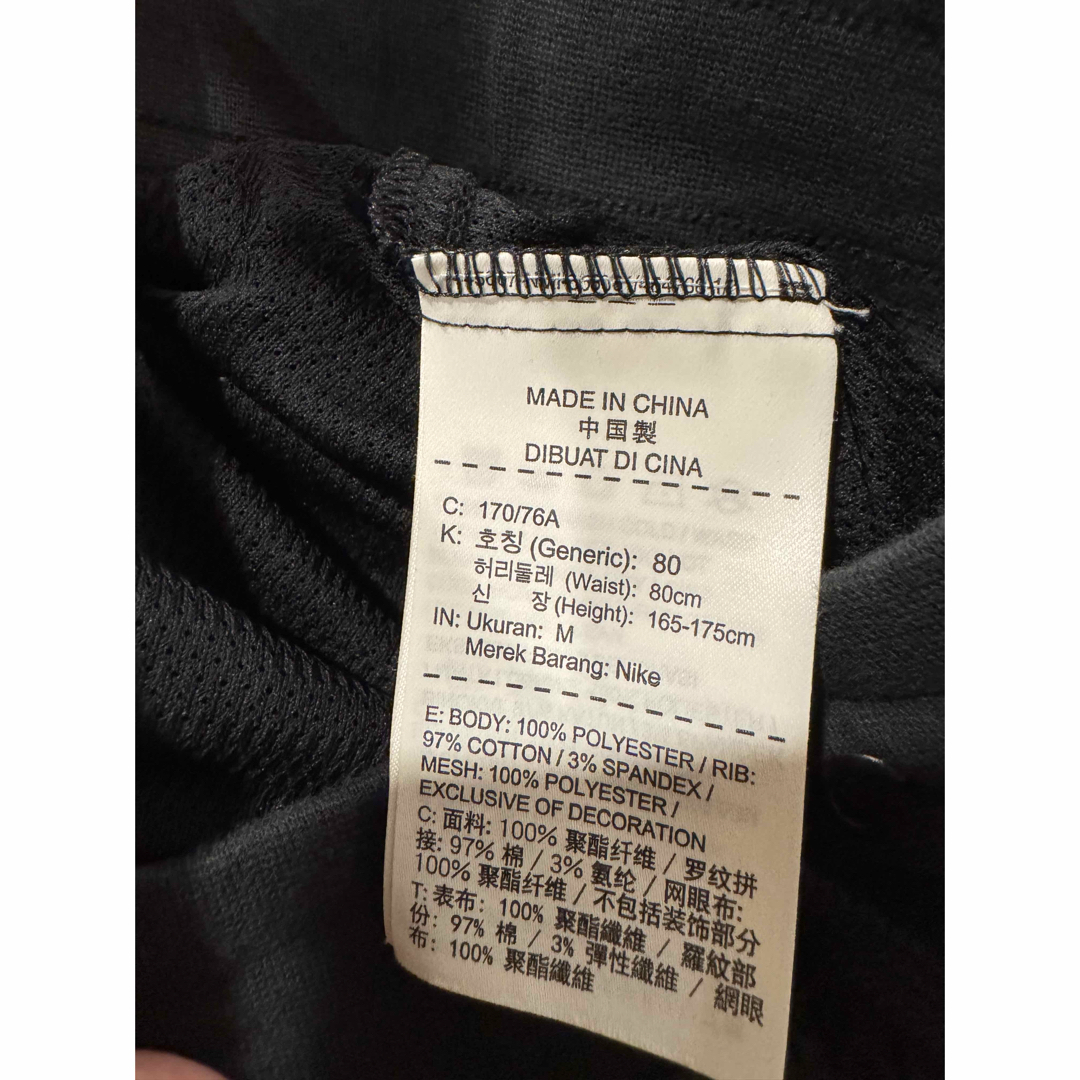 MADE IN CHINA
中国製
DIBUAT DI CINA
C: 170/76A
K: 호칭 (Generic): 80
허리둘레 (Waist): 80cm
신 장 (Height): 165-175cm
IN: Ukuran: M
Merek Barang: Nike
E: BODY: 100% POLYESTER / RIB:
97% COTTON / 3% SPANDEX /
MESH: 100% POLYESTER /
EXCLUSIVE OF DECORATION
C: 面料: 100% 聚酯纤维 / 罗纹拼
接: 97% 棉 / 3% 氨纶 / 网眼布:
100% 聚酯纤维 / 不包括装饰部分
T: 表布: 100% 聚酯纖維 / 羅紋部
份: 97% 棉 / 3% 彈性纖維 / 網眼
布: 100% 聚酯纖維